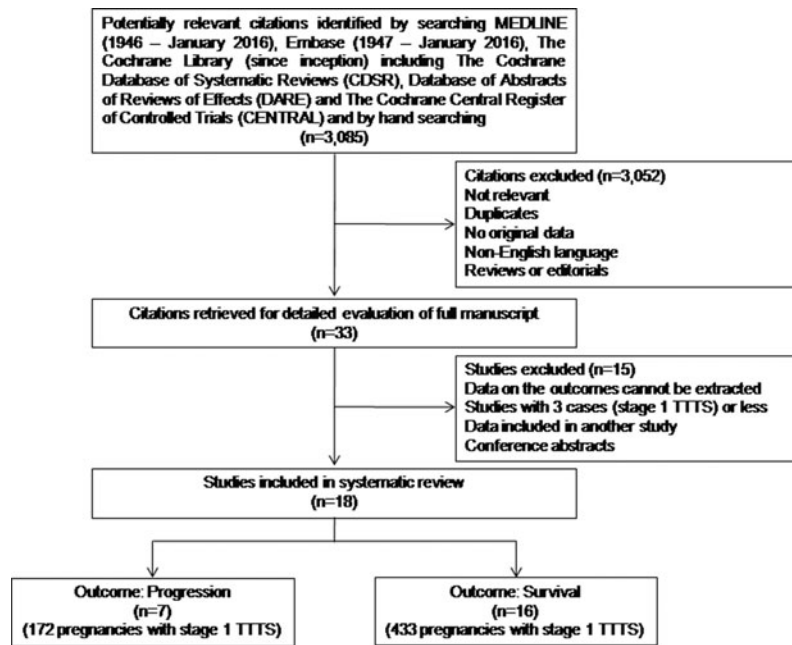 Potentially relevant citations identified by searching MEDLINE
(1946 – January 2016), Embase (1947 – January 2016), The
Cochrane Library (since inception) including The Cochrane
Database of Systematic Reviews (CDSR), Database of Abstracts
of Reviews of Effects (DARE) and The Cochrane Central Register
of Controlled Trials (CENTRAL) and by hand searching
(n=3,085)
Citations excluded (n=3,052)
Not relevant
Duplicates
No original data
Non-English language
Reviews or editorials
Citations retrieved for detailed evaluation of full manuscript
(n=33)
Studies excluded (n=15)
Data on the outcomes cannot be extracted
Studies with 3 cases (stage 1 TTTS) or less
Data included in another study
Conference abstracts
Studies included in systematic review
(n=18)
Outcome: Progression
(n=7)
(172 pregnancies with stage 1 TTTS)
Outcome: Survival
(n=16)
(433 pregnancies with stage 1 TTTS)